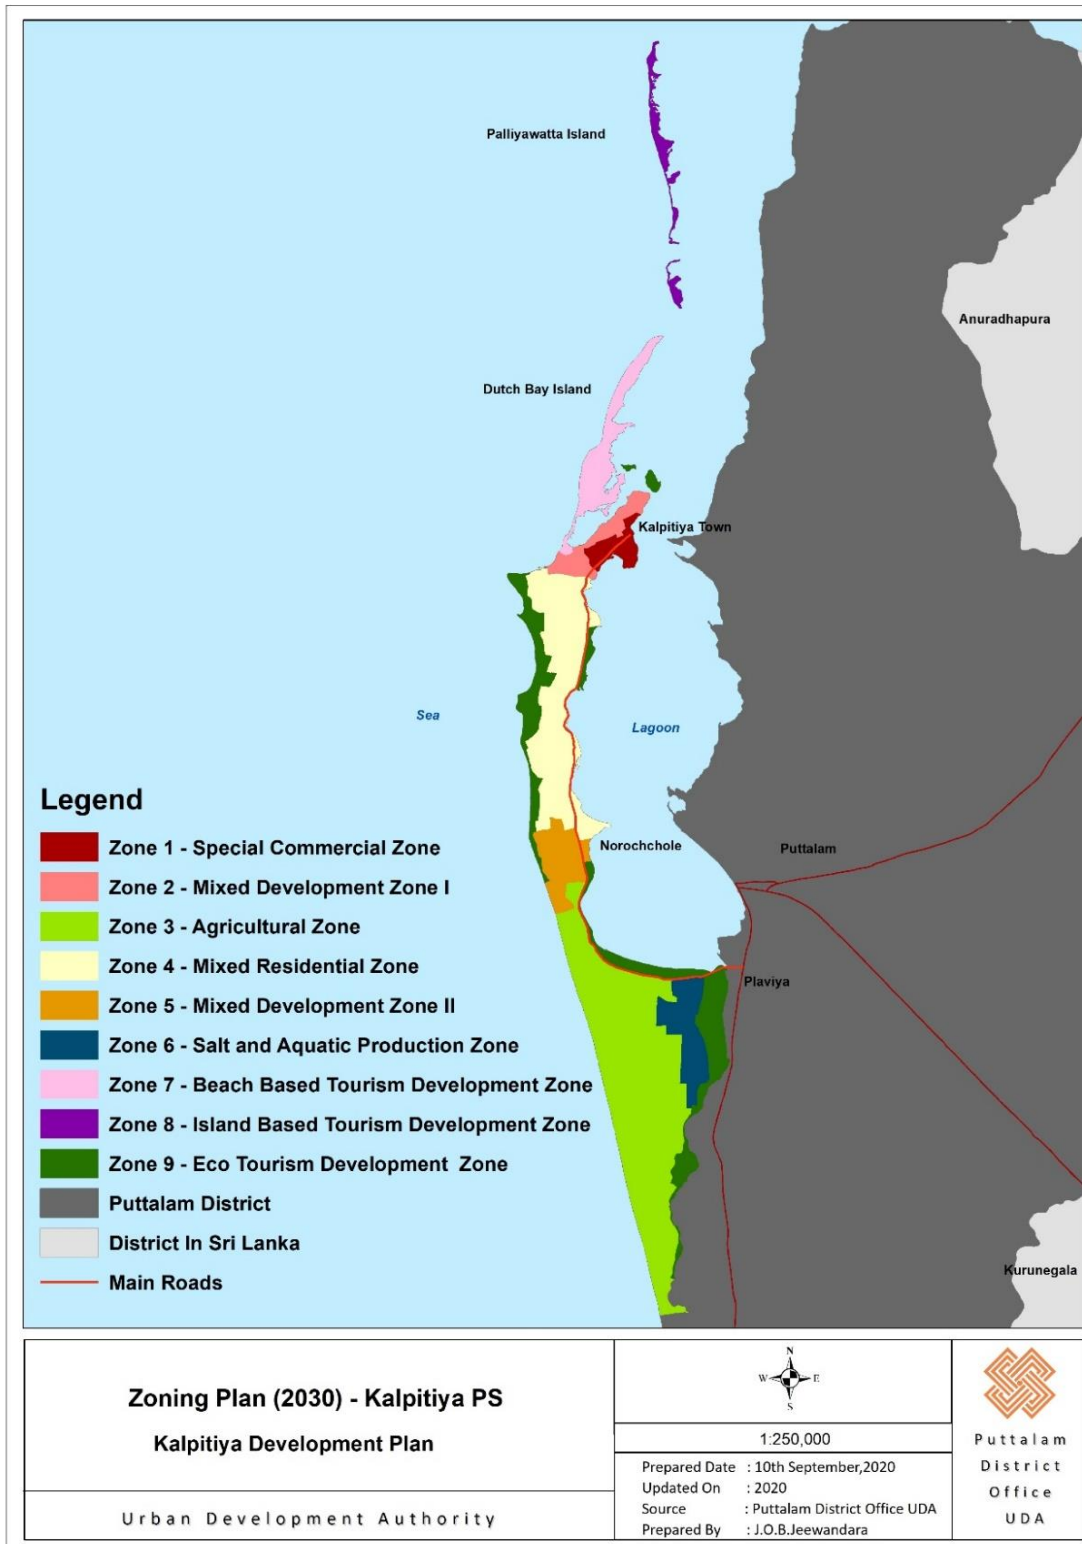 Palliyawatta Island
Anuradhapura
Dutch Bay Island
Kalpitiya Town
Sea
Lagoon
Norochchole
Puttalam
Plaviya
Kurunegala
Legend
Zone 1 - Special Commercial Zone
Zone 2 - Mixed Development Zone I
Zone 3 - Agricultural Zone
Zone 4 - Mixed Residential Zone
Zone 5 - Mixed Development Zone II
Zone 6 - Salt and Aquatic Production Zone
Zone 7 - Beach Based Tourism Development Zone
Zone 8 - Island Based Tourism Development Zone
Zone 9 - Eco Tourism Development Zone
Puttalam District
District In Sri Lanka
Main Roads
Zoning Plan (2030) - Kalpitiya PS
Kalpitiya Development Plan
Urban Development Authority
N
W E
S
1:250,000
Prepared Date : 10th September,2020
Updated On : 2020
Source : Puttalam District Office UDA
Prepared By : J.O.B.Jeewandara
Puttalam
District
Office
UDA